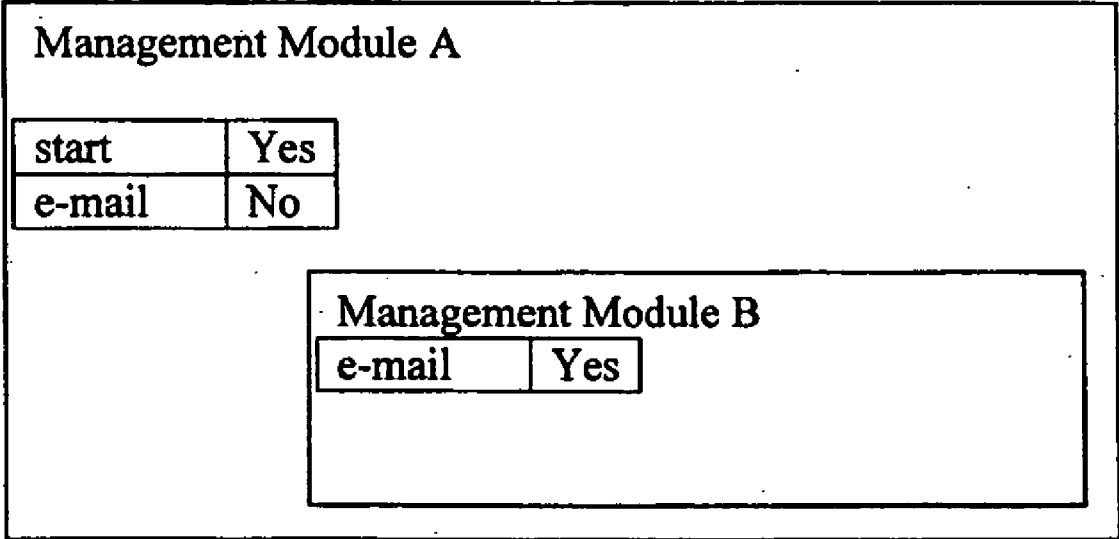 Management Module A
start Yes
e-mail No
Management Module B
e-mail Yes